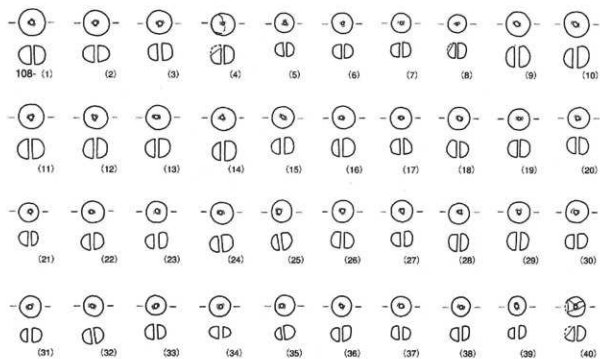 108- (1) (2) (3) (4) (5) (6) (7) (8) (9) (10)
(11) (12) (13) (14) (15) (16) (17) (18) (19) (20)
(21) (22) (23) (24) (25) (26) (27) (28) (29) (30)
(31) (32) (33) (34) (35) (36) (37) (38) (39) (40)